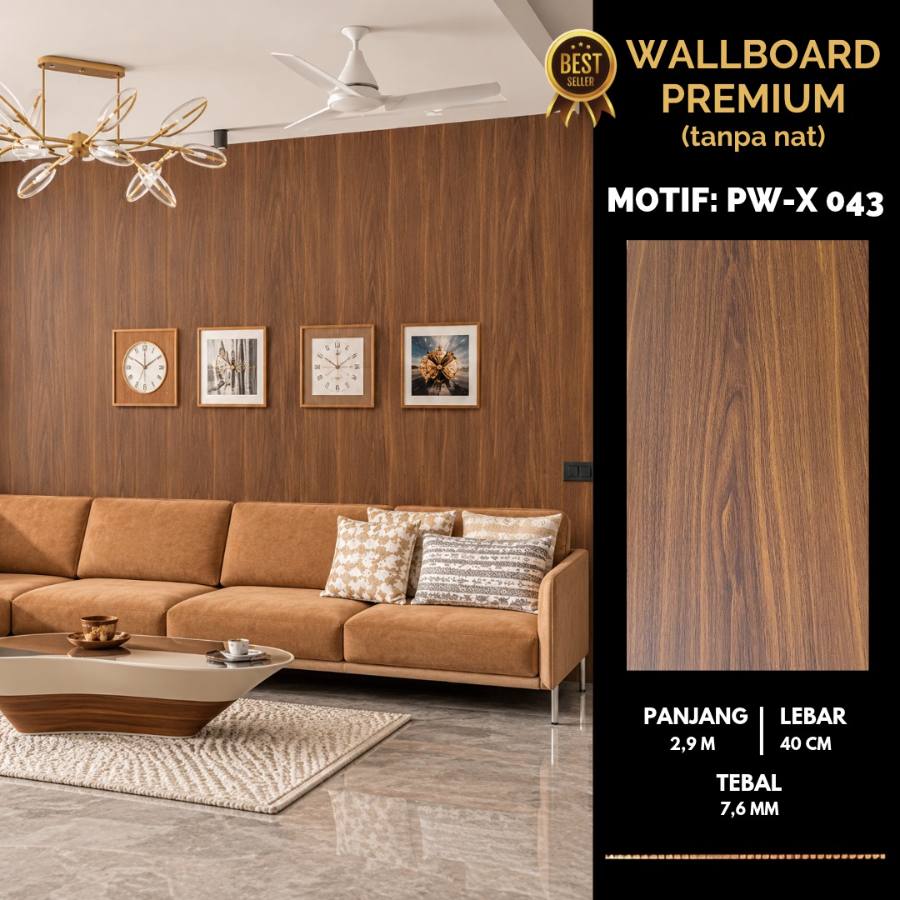 BEST
SELLER
WALLBOARD
PREMIUM
(tanpa nat)
MOTIF: PW-X 043
PANJANG | LEBAR
2,9 M 40 CM
TEBAL
7,6 MM